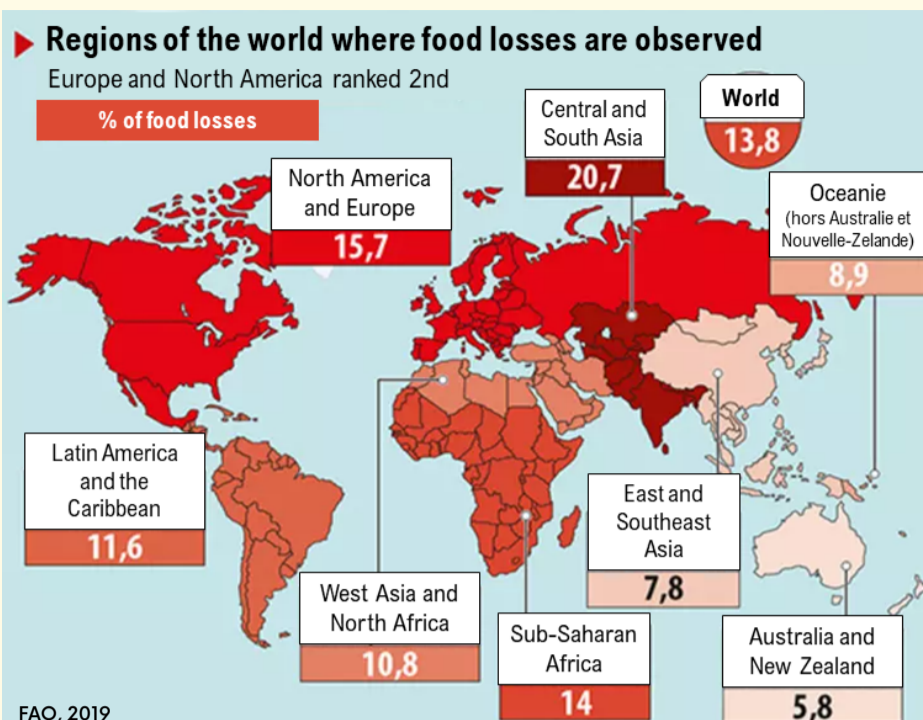 Regions of the world where food losses are observed
Europe and North America ranked 2nd
% of food losses
World
13,8
Central and
South Asia
20,7
North America
and Europe
15,7
Oceanie
(hors Australie et
Nouvelle-Zelande)
8,9
Latin America
and the
Caribbean
11,6
East and
Southeast
Asia
7,8
West Asia and
North Africa
10,8
Sub-Saharan
Africa
14
Australia and
New Zealand
5,8
FAO, 2019